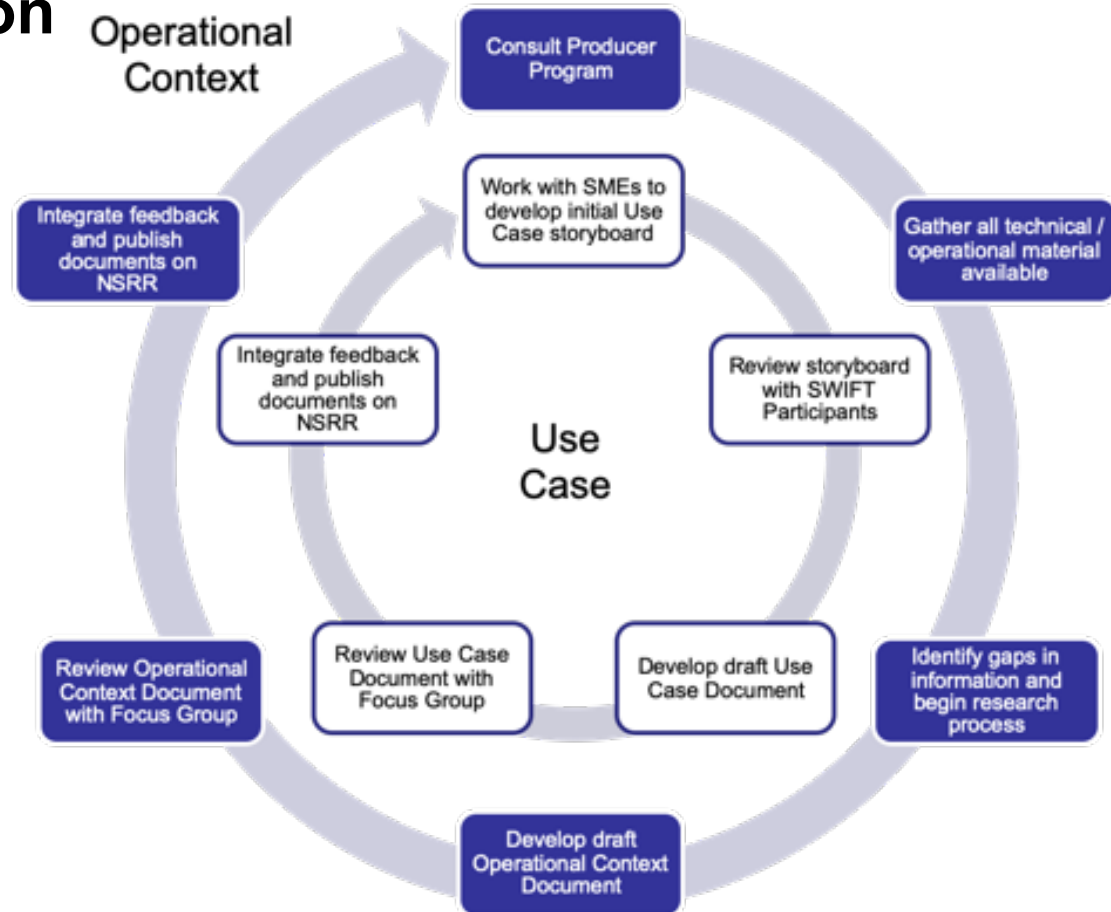 on
Operational
Context
Consult Producer
Program
Work with SMEs to
develop initial Use
Case storyboard
Integrate feedback
and publish
documents on
NSRR
Gather all technical /
operational material
available
Integrate feedback
and publish
documents on
NSRR
Review storyboard
with SWIFT
Participants
Use
Case
Review Operational
Context Document
with Focus Group
Review Use Case
Document with
Focus Group
Develop draft Use
Case Document
Identify gaps in
information and
begin research
process
Develop draft
Operational Context
Document